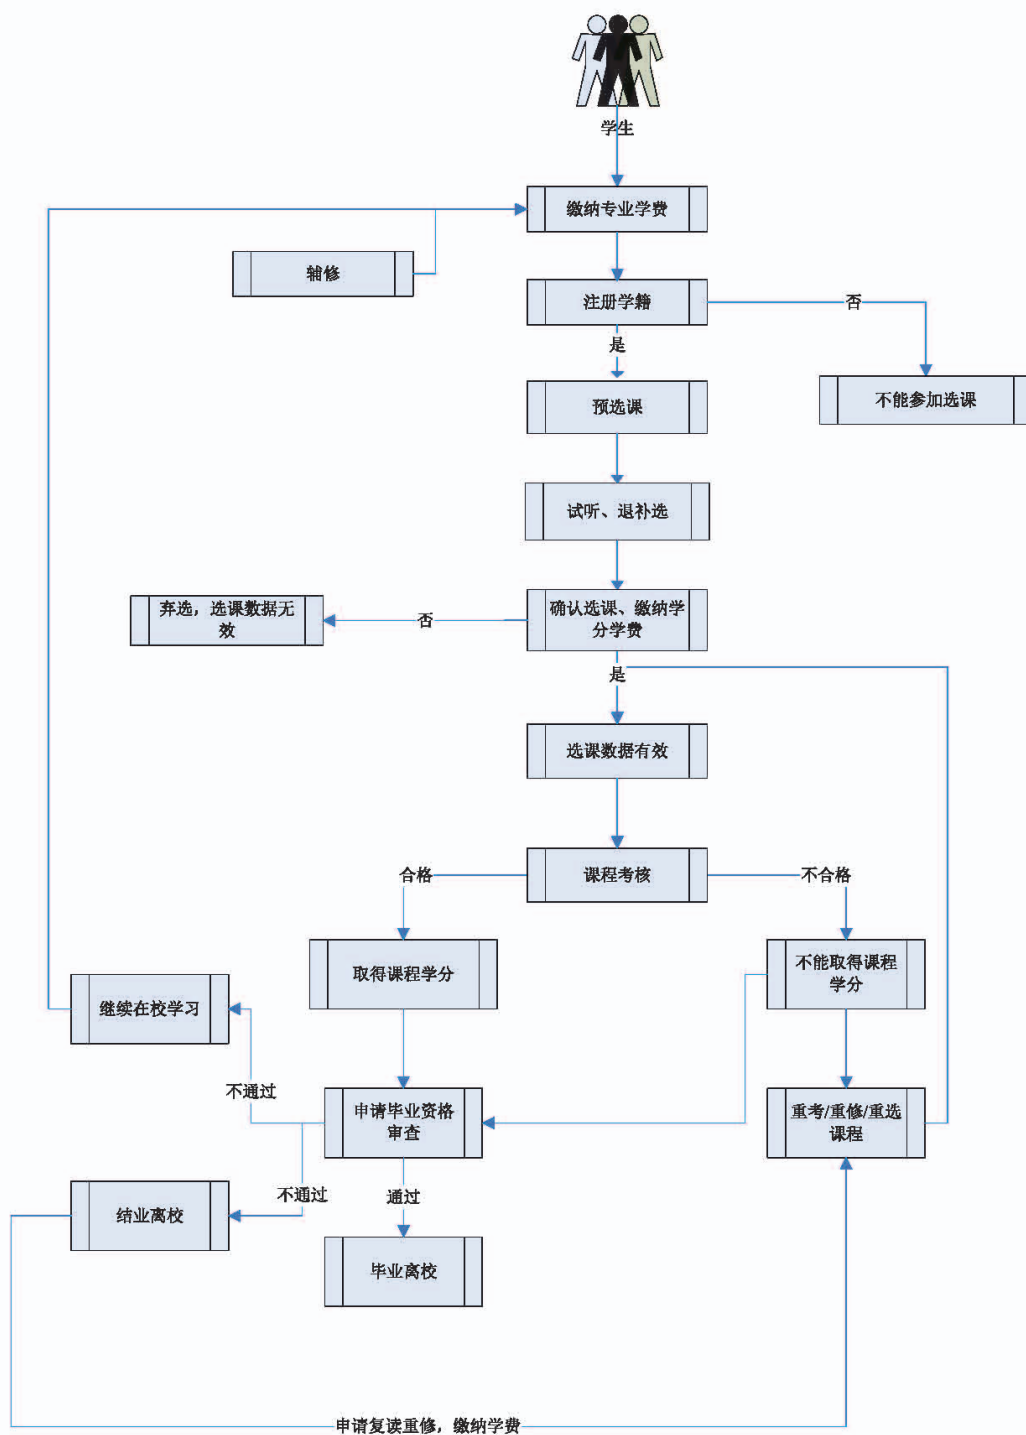 学生
缴纳专业学费
辅修
注册学籍
否
是
预选课
不能参加选课
试听、退补选
弃选，选课数据无
效
否
确认选课、缴纳学
分学费
是
选课数据有效
合格
课程考核
不合格
取得课程学分
不能取得课程
学分
继续在校学习
不通过
申请毕业资格
审查
重考/重修/重选
课程
不通过
通过
结业离校
毕业离校
申请复读重修，缴纳学费